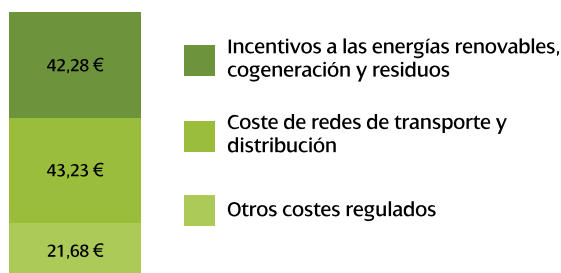 42,28 €
Incentivos a las energías renovables,
cogeneración y residuos
43,23 €
Coste de redes de transporte y
distribución
21,68 €
Otros costes regulados